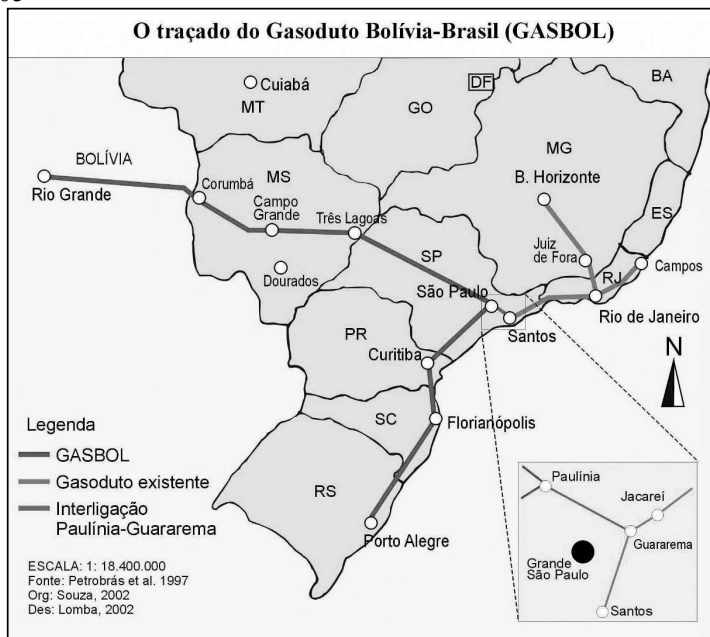 O traçado do Gasoduto Bolívia-Brasil (GASBOL)
Cuiabá
MT
GO
DF
BA
MG
BOLÍVIA
Rio Grande
Corumbá
MS
Campo
Grande
Três Lagoas
Dourados
B. Horizonte
ES
Juiz
de Fora
Campos
RJ
Rio de Janeiro
SP
São Paulo
Santos
PR
Curitiba
N
SC
Florianópolis
RS
Porto Alegre
Legenda
GASBOL
Gasoduto existente
Interligação
Paulínia-Guararema
ESCALA: 1: 18.400.000
Fonte: Petrobrás et al. 1997
Org: Souza, 2002
Des: Lomba, 2002
Paulínia
Jacareí
Guararema
Grande
São Paulo
Santos